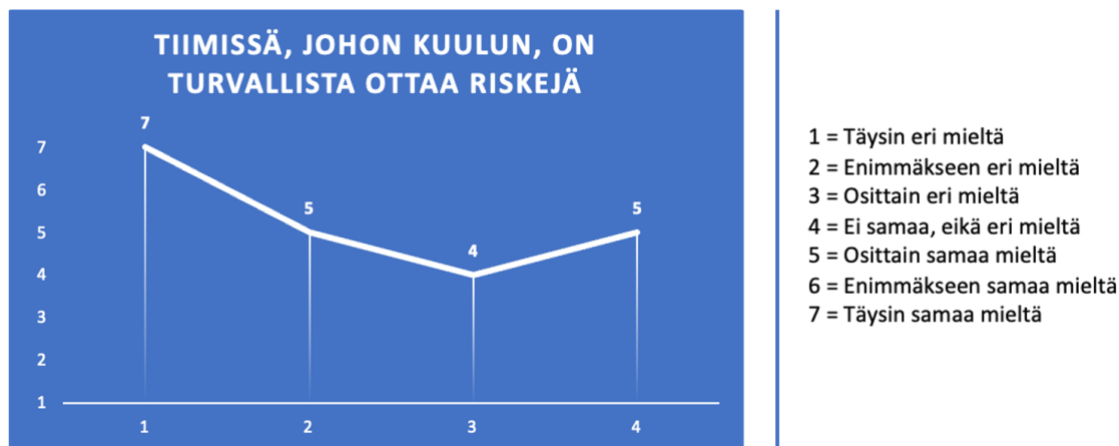 TIIMISSÄ, JOHON KUULUN, ON
TURVALLISTA OTTAA RISKEJÄ
7
7
6
5
5
5
4
4
3
2
1
1
2
3
4
1 = Täysin eri mieltä
2 = Enimmäkseen eri mieltä
3 = Osittain eri mieltä
4 = Ei samaa, eikä eri mieltä
5 = Osittain samaa mieltä
6 = Enimmäkseen samaa mieltä
7 = Täysin samaa mieltä